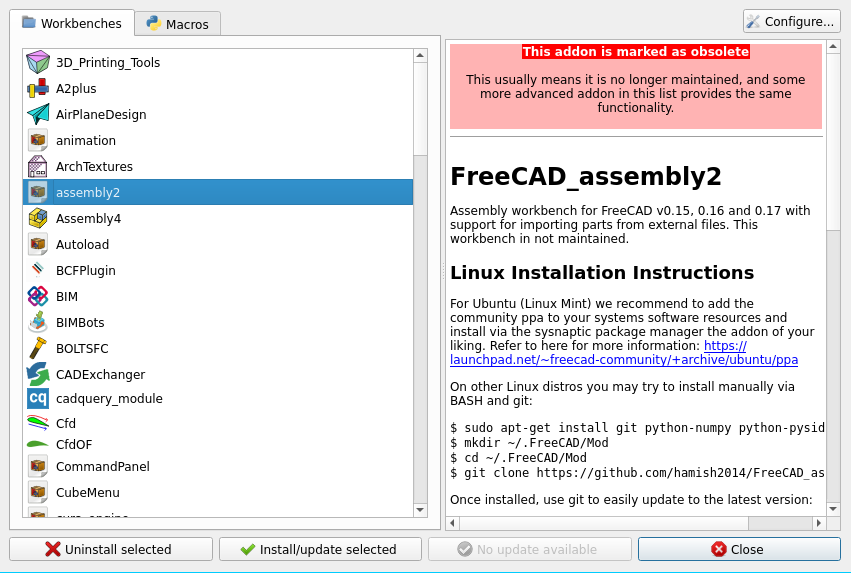 Workbenches
Macros
Configure...
3D_Printing_Tools
A2plus
AirPlaneDesign
animation
ArchTextures
assembly2
Assembly4
Autoload
BCFPlugin
BIM
BIMBots
BOLTSFC
CADExchanger
cq
cadquery_module
Cfd
CfdOF
CommandPanel
CubeMenu
This addon is marked as obsolete
This usually means it is no longer maintained, and some
more advanced addon in this list provides the same
functionality.
FreeCAD_assembly2
Assembly workbench for FreeCAD v0.15, 0.16 and 0.17 with
support for importing parts from external files. This
workbench in not maintained.
Linux Installation Instructions
For Ubuntu (Linux Mint) we recommend to add the
community ppa to your systems software resources and
install via the sysnaptic package manager the addon of your
liking. Refer to here for more information: https://
launchpad.net/~freecad-community/+archive/ubuntu/ppa
On other Linux distros you may try to install manually via
BASH and git:
$ sudo apt-get install git python-numpy python-pysid
$ mkdir ~/.FreeCAD/Mod
$ cd ~/.FreeCAD/Mod
$ git clone https://github.com/hamish2014/FreeCAD_as
Once installed, use git to easily update to the latest version:
Uninstall selected
Install/update selected
No update available
Close